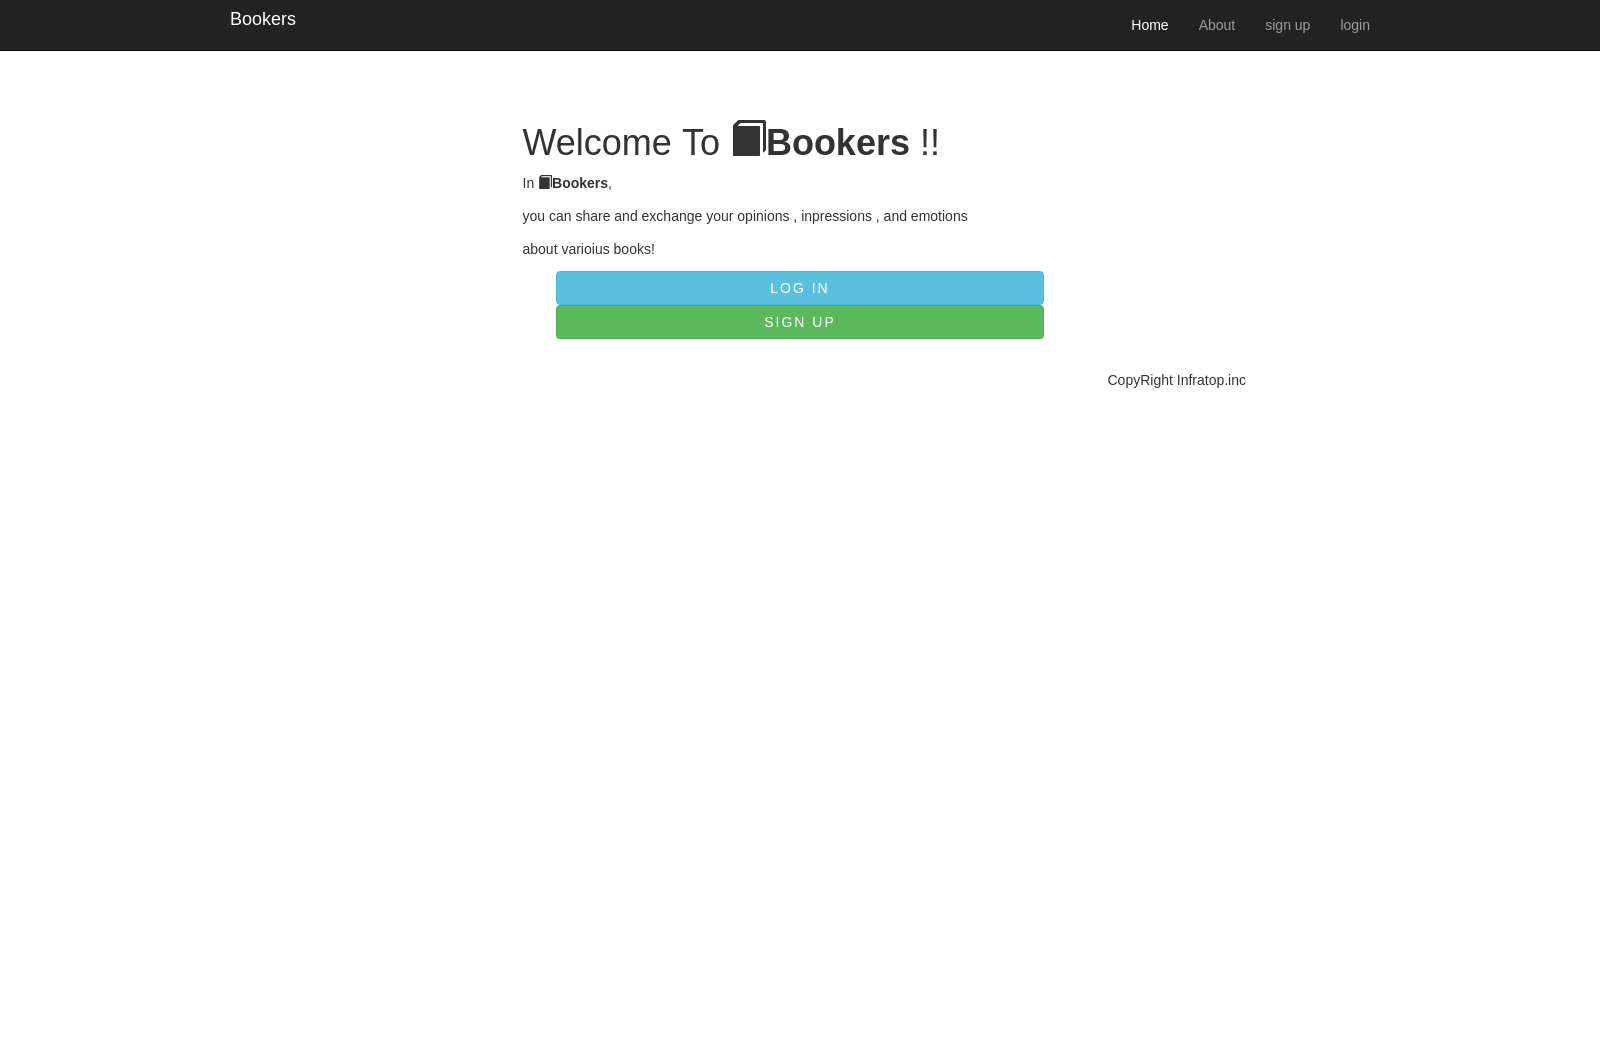 Bookers
Home About sign up login
Welcome To Bookers !!
In Bookers,
you can share and exchange your opinions , inpressions , and emotions
about varioius books!
LOG IN
SIGN UP
CopyRight Infratop.inc